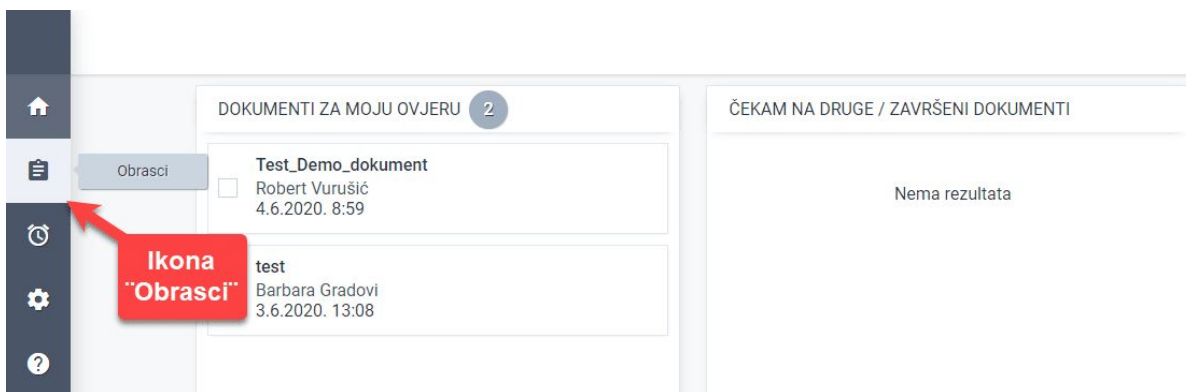 DOKUMENTI ZA MOJU OVJERU 2
Test_Demo_dokument
Robert Vurušić
4.6.2020. 8:59
test
Barbara Gradovi
3.6.2020. 13:08
ČEKAM NA DRUGE / ZAVRŠENI DOKUMENTI
Nema rezultata
Obrasci
Ikona
¨Obrasci¨